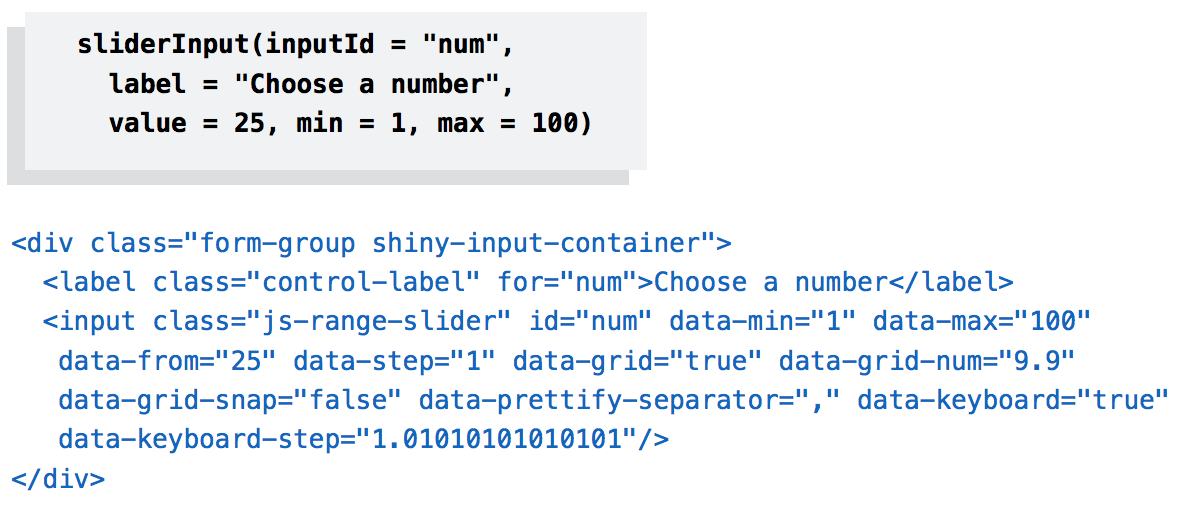 sliderInput(inputId = "num",
label = "Choose a number",
value = 25, min = 1, max = 100)
<div class="form-group shiny-input-container">
<label class="control-label" for="num">Choose a number</label>
<input class="js-range-slider" id="num" data-min="1" data-max="100"
data-from="25" data-step="1" data-grid="true" data-grid-num="9.9"
data-grid-snap="false" data-prettify-separator="," data-keyboard="true"
data-keyboard-step="1.01010101010101"/>
</div>